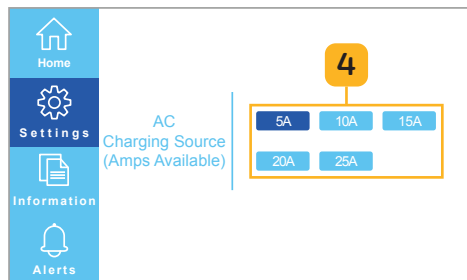 Home
4
Settings
AC
Charging Source
(Amps Available)
5A 10A 15A
20A 25A
Information
Alerts